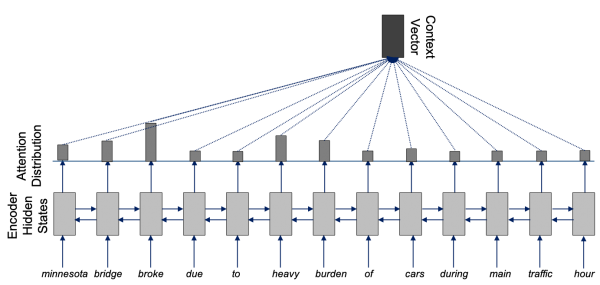 Context
Vector
Attention
Distribution
Encoder
Hidden
States
minnesota bridge broke due to heavy burden of cars during main traffic hour